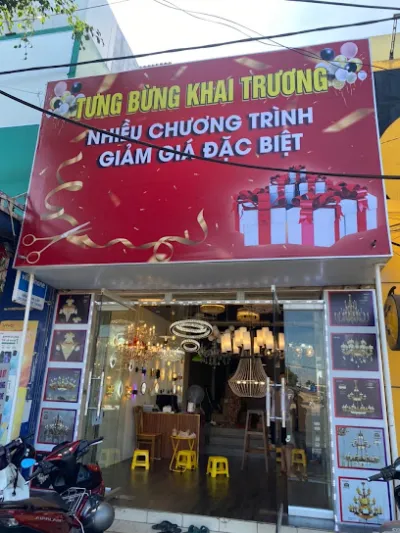 TƯNG BỪNG KHAI TRƯƠNG
NHIỀU CHƯƠNG TRÌNH
GIẢM GIÁ ĐẶC BIỆT